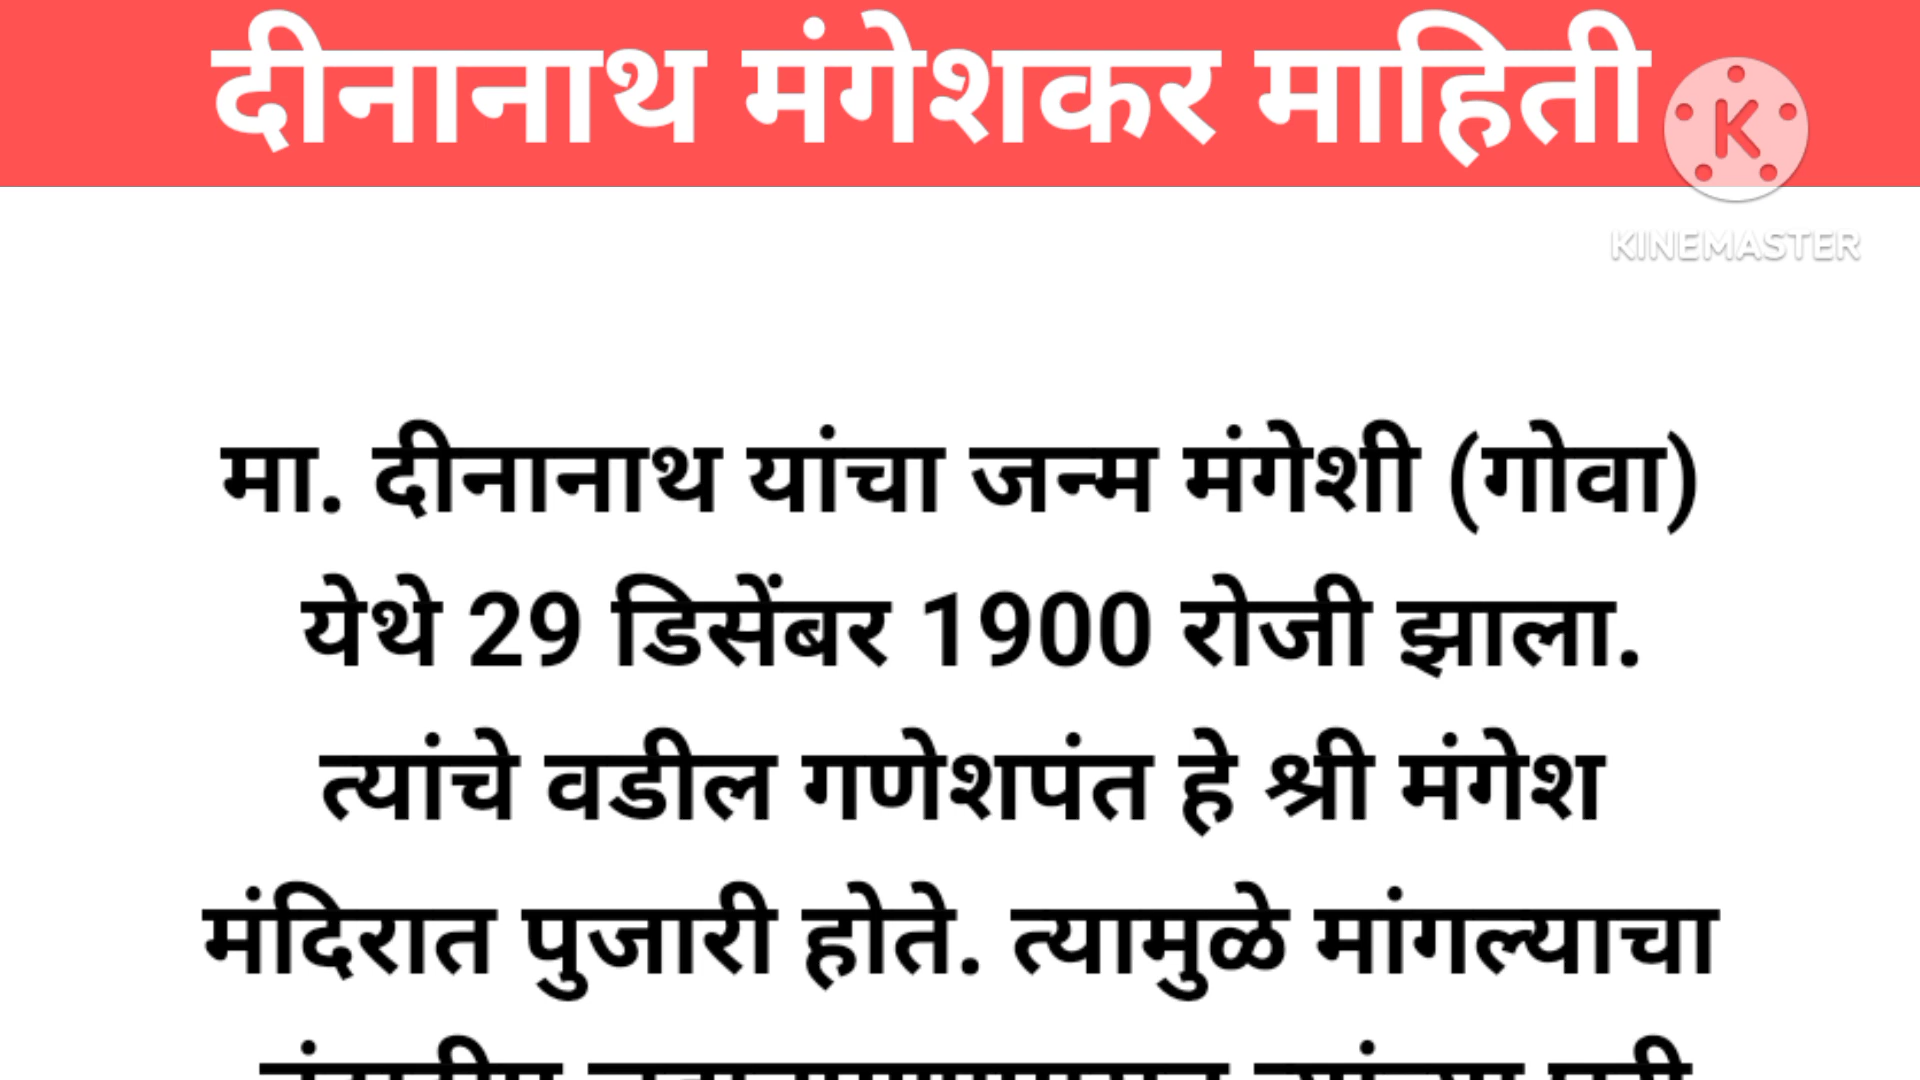 दीनानाथ मंगेशकर माहिती
K
KINEMASTER
मा. दीनानाथ यांचा जन्म मंगेशी (गोवा)
येथे 29 डिसेंबर 1900 रोजी झाला.
त्यांचे वडील गणेशपंत हे श्री मंगेश
मंदिरात पुजारी होते. त्यामुळे मांगल्याचा